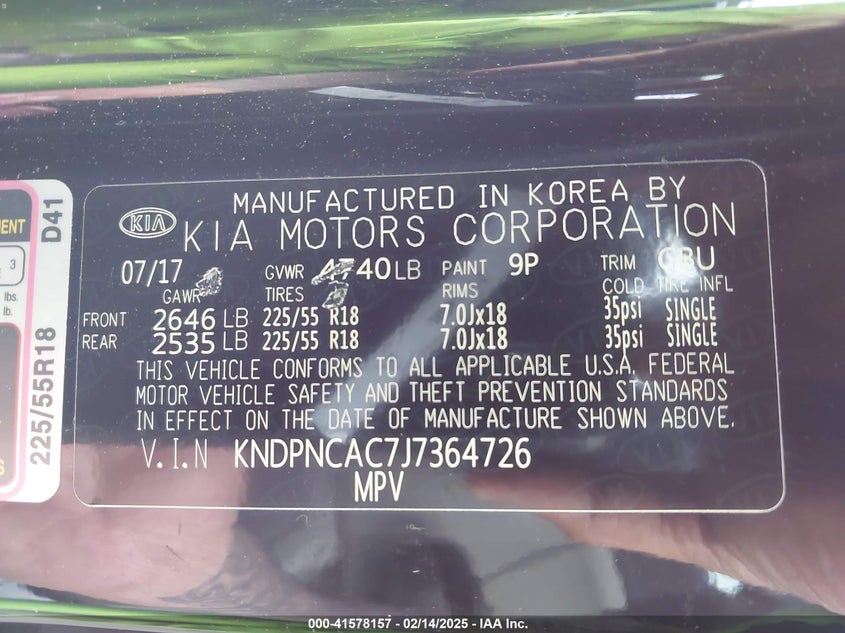 MANUFACTURED IN KOREA BY
KIA KIA MOTORS CORPORATION
07/17 GVWR 40LB PAINT 9P TRIM
GAWR TIRES RIMS COLD TIRE INFL
FRONT 2646 LB 225/55 R18 7.0Jx18 35psi SINGLE
REAR 2535 LB 225/55 R18 7.0Jx18 35psi SINGLE
THIS VEHICLE CONFORMS TO ALL APPLICABLE U.S.A. FEDERAL
MOTOR VEHICLE SAFETY AND THEFT PREVENTION STANDARDS
IN EFFECT ON THE DATE OF MANUFACTURE SHOWN ABOVE.
V.I.N KNDPNCAC7J7364726
MPV
D41
225/55R18
3
lbs.
lb.
000-41578157 - 02/14/2025 - IAA Inc.